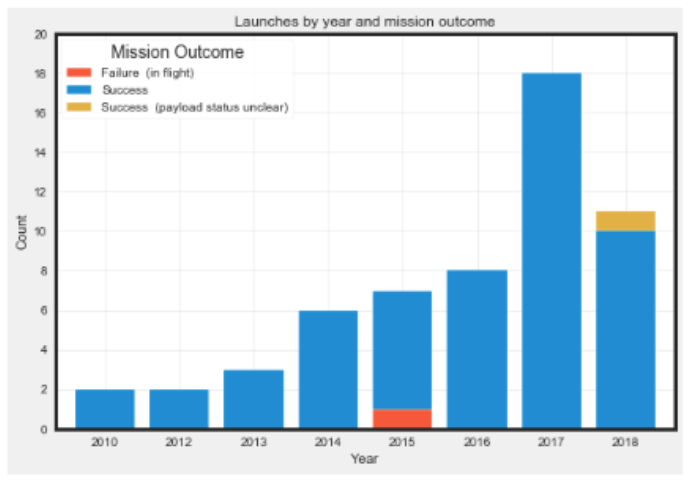 Launches by year and mission outcome
Mission Outcome
Failure (in flight)
Success
Success (payload status unclear)
20
18
16
14
12
10
8
6
4
2
0
Count
2010 2012 2013 2014 2015 2016 2017 2018
Year